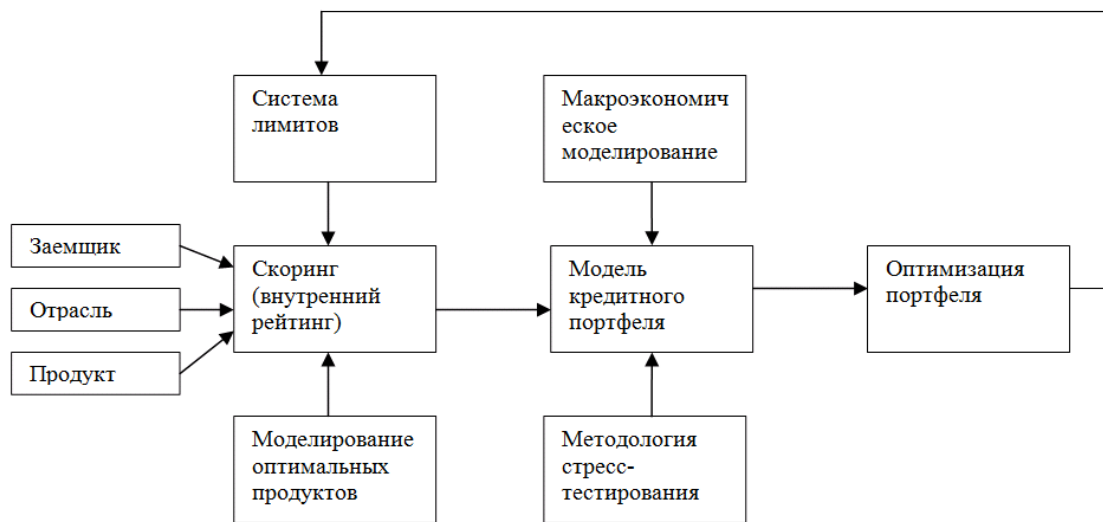 Система
лимитов
Макроэкономич
еское
моделирование
Заемщик
Отрасль
Продукт
Скоринг
(внутренний
рейтинг)
Модель
кредитного
портфеля
Оптимизация
портфеля
Моделирование
оптимальных
продуктов
Методология
стресс-
тестирования